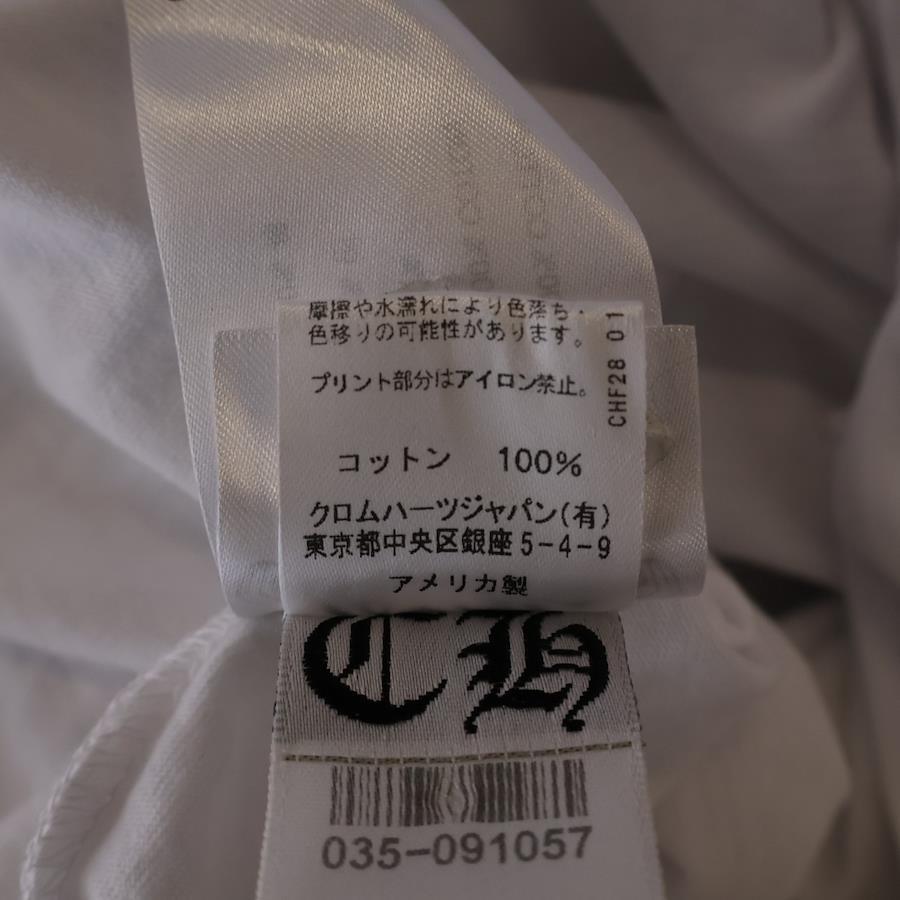 摩擦や水濡れにより色落ち・
色移りの可能性があります。
プリント部分はアイロン禁止。
CHF28 01
コットン 100%
クロムハーツジャパン(有)
東京都中央区銀座5-4-9
アメリカ製
CH
035-091057